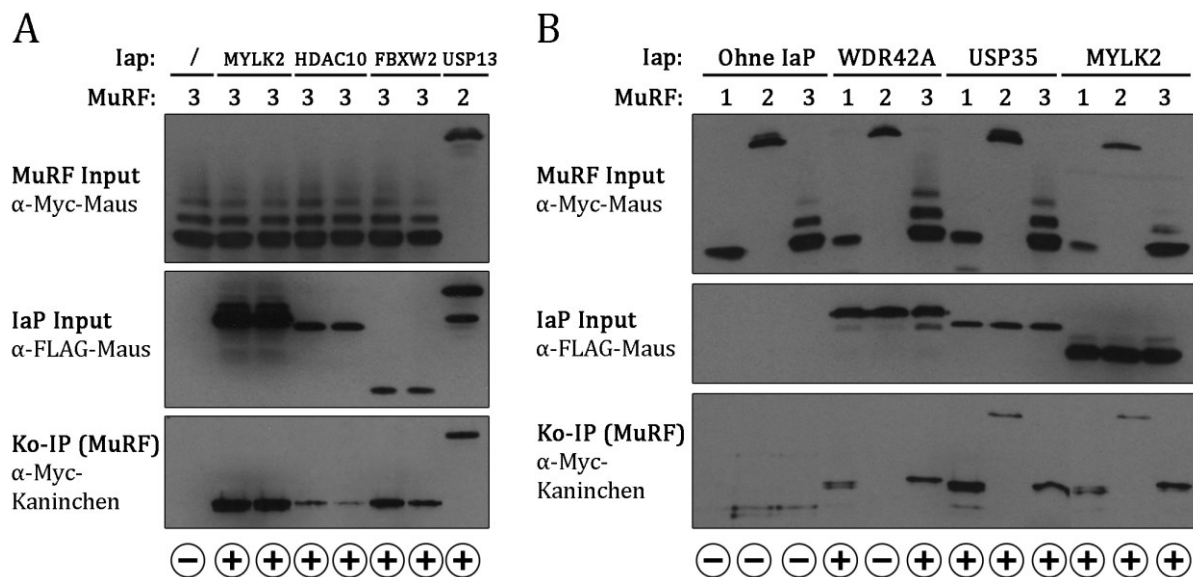 A
Iap: / MYLK2 HDAC10 FBXW2 USP13
MuRF: 3 3 3 3 3 3 3 2
MuRF Input
α-Myc-Maus
IaP Input
α-FLAG-Maus
Ko-IP (MuRF)
α-Myc-
Kaninchen
− + + + + + + +
B
Iap: Ohne IaP WDR42A USP35 MYLK2
MuRF: 1 2 3 1 2 3 1 2 3 1 2 3
MuRF Input
α-Myc-Maus
IaP Input
α-FLAG-Maus
Ko-IP (MuRF)
α-Myc-
Kaninchen
− − − + − + + + + + + +